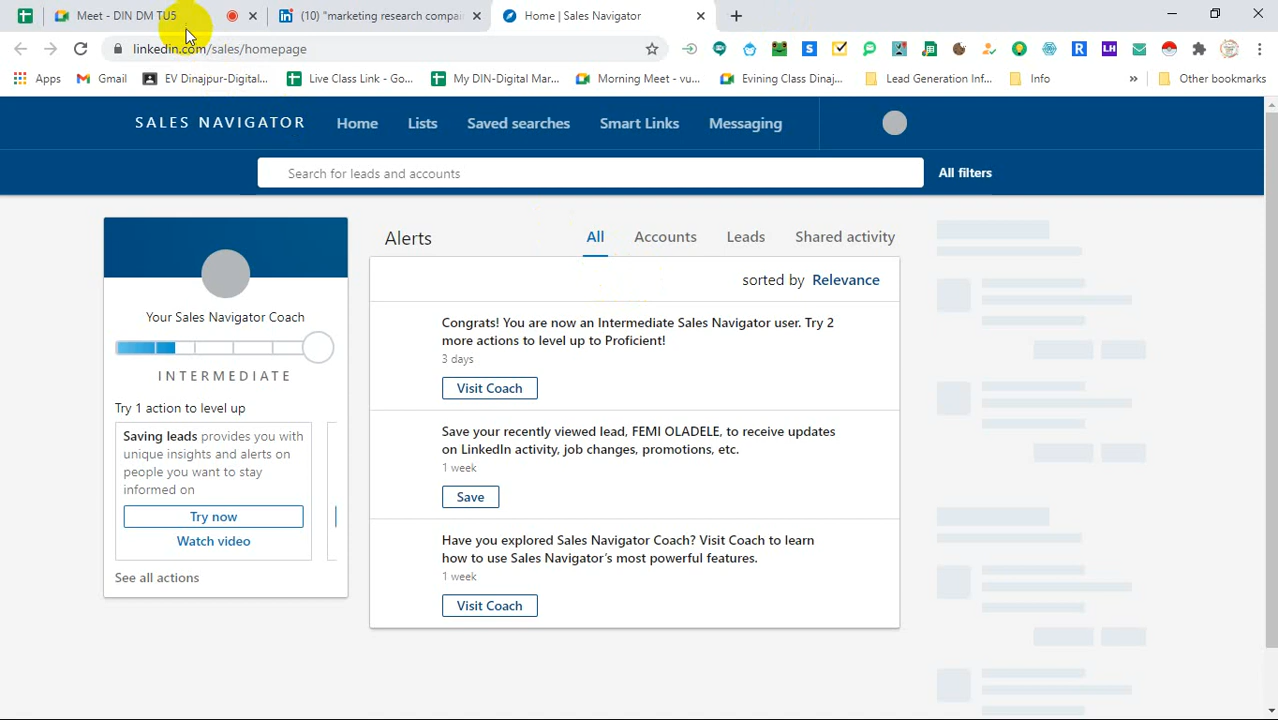 Meet - DIN DM TU5
(10) "marketing research compa
Home | Sales Navigator
linkedin.com/sales/homepage
Apps
Gmail
EV Dinajpur-Digital...
Live Class Link - Go...
My DIN-Digital Mar...
Morning Meet - vu...
Evining Class Dinaj...
Lead Generation Inf...
Info
»
Other bookmarks
SALES NAVIGATOR
Home
Lists
Saved searches
Smart Links
Messaging
Search for leads and accounts
All filters
Your Sales Navigator Coach
INTERMEDIATE
Try 1 action to level up
Saving leads provides you with
unique insights and alerts on
people you want to stay
informed on
Try now
Watch video
See all actions
Alerts
All
Accounts
Leads
Shared activity
sorted by Relevance
Congrats! You are now an Intermediate Sales Navigator user. Try 2
more actions to level up to Proficient!
3 days
Visit Coach
Save your recently viewed lead, FEMI OLADELE, to receive updates
on LinkedIn activity, job changes, promotions, etc.
1 week
Save
Have you explored Sales Navigator Coach? Visit Coach to learn
how to use Sales Navigator's most powerful features.
1 week
Visit Coach